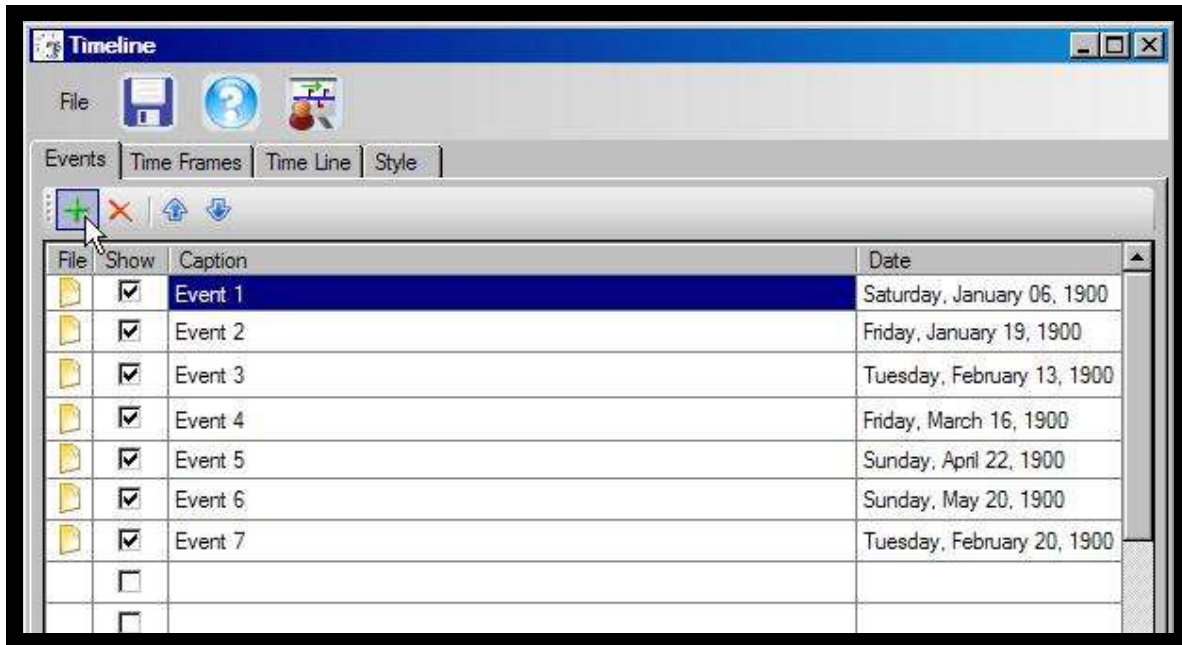 Timeline
File
Events Time Frames Time Line Style
File Show Caption Date
Event 1 Saturday, January 06, 1900
Event 2 Friday, January 19, 1900
Event 3 Tuesday, February 13, 1900
Event 4 Friday, March 16, 1900
Event 5 Sunday, April 22, 1900
Event 6 Sunday, May 20, 1900
Event 7 Tuesday, February 20, 1900